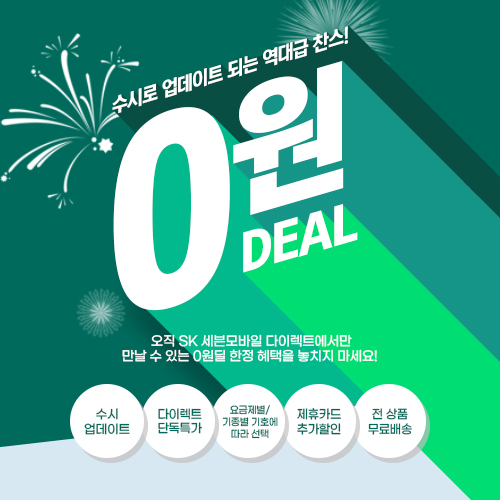 수시로 업데이트 되는 역대급 찬스!
0원
DEAL
오직 SK 세븐모바일 다이렉트에서만
만날 수 있는 0원딜 한정 혜택을 놓치지 마세요!
수시
업데이트
다이렉트
단독특가
요금제별/
기종별 기호에
따라 선택
제휴카드
추가할인
전 상품
무료배송